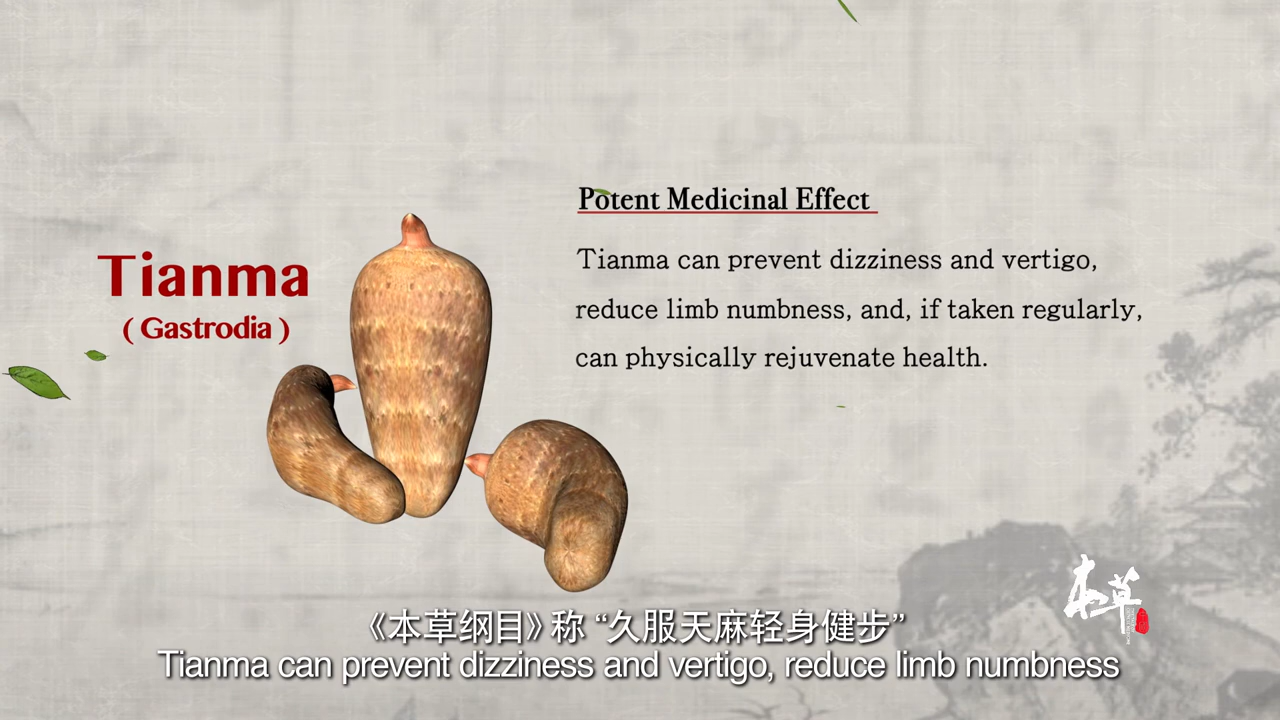 Potent Medicinal Effect
Tianma
( Gastrodia )
Tianma can prevent dizziness and vertigo,
reduce limb numbness, and, if taken regularly,
can physically rejuvenate health.
本草
《本草纲目》称 “久服天麻轻身健步”
Tianma can prevent dizziness and vertigo, reduce limb numbness